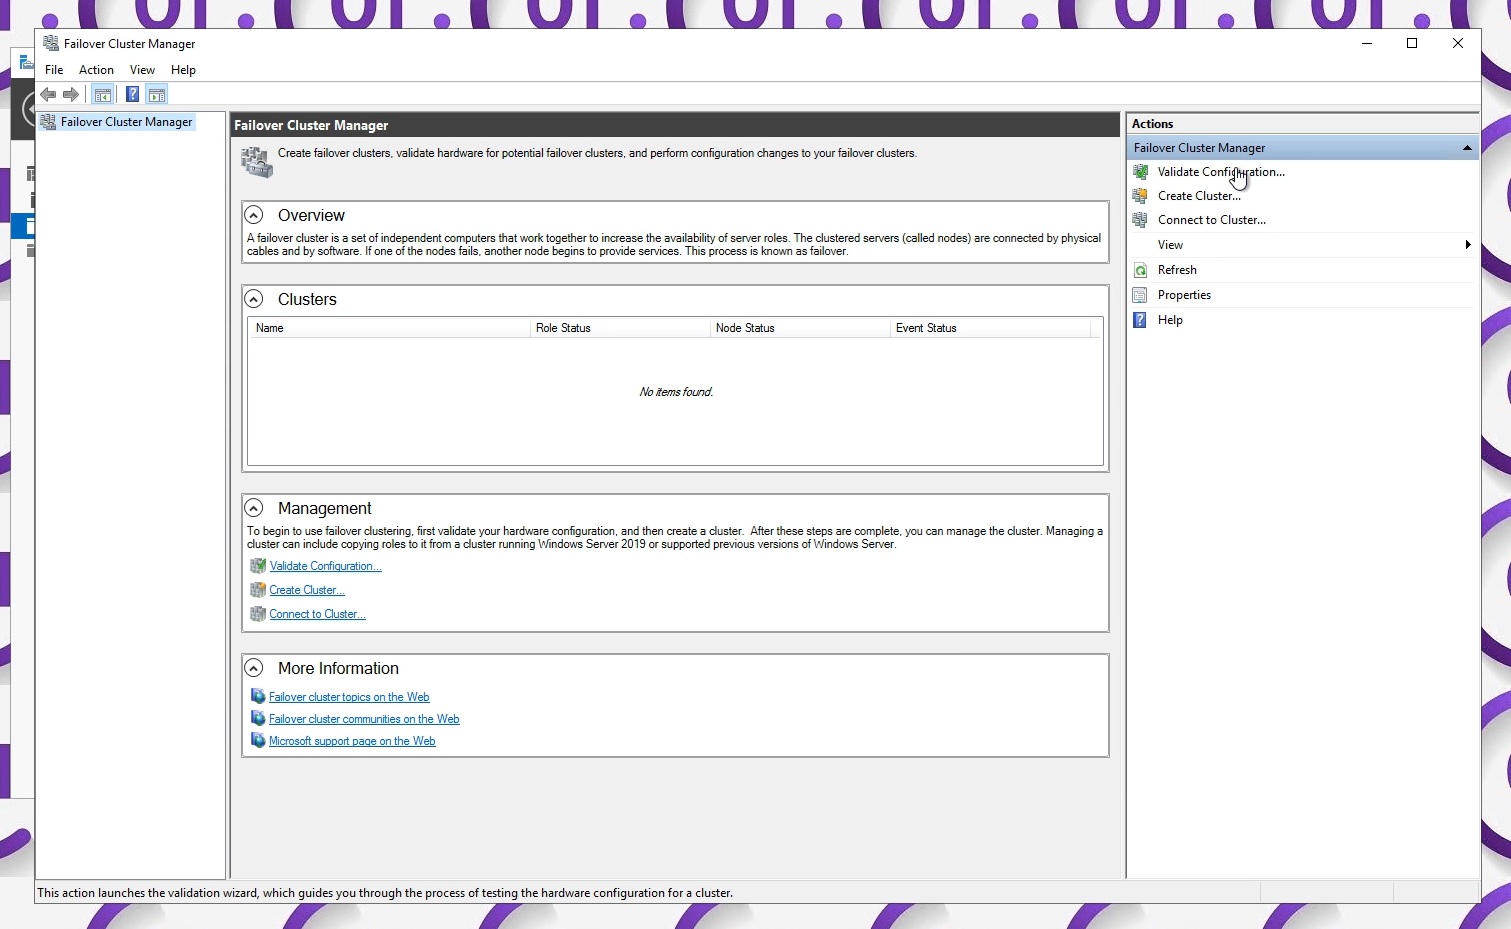 Failover Cluster Manager
File Action View Help
Failover Cluster Manager
Failover Cluster Manager
Create failover clusters, validate hardware for potential failover clusters, and perform configuration changes to your failover clusters.
Overview
A failover cluster is a set of independent computers that work together to increase the availability of server roles. The clustered servers (called nodes) are connected by physical
cables and by software. If one of the nodes fails, another node begins to provide services. This process is known as failover.
Clusters
Name Role Status Node Status Event Status
No items found.
Management
To begin to use failover clustering, first validate your hardware configuration, and then create a cluster. After these steps are complete, you can manage the cluster. Managing a
cluster can include copying roles to it from a cluster running Windows Server 2019 or supported previous versions of Windows Server.
Validate Configuration...
Create Cluster...
Connect to Cluster...
More Information
Failover cluster topics on the Web
Failover cluster communities on the Web
Microsoft support page on the Web
Actions
Failover Cluster Manager
Validate Configuration...
Create Cluster...
Connect to Cluster...
View
Refresh
Properties
Help
This action launches the validation wizard, which guides you through the process of testing the hardware configuration for a cluster.